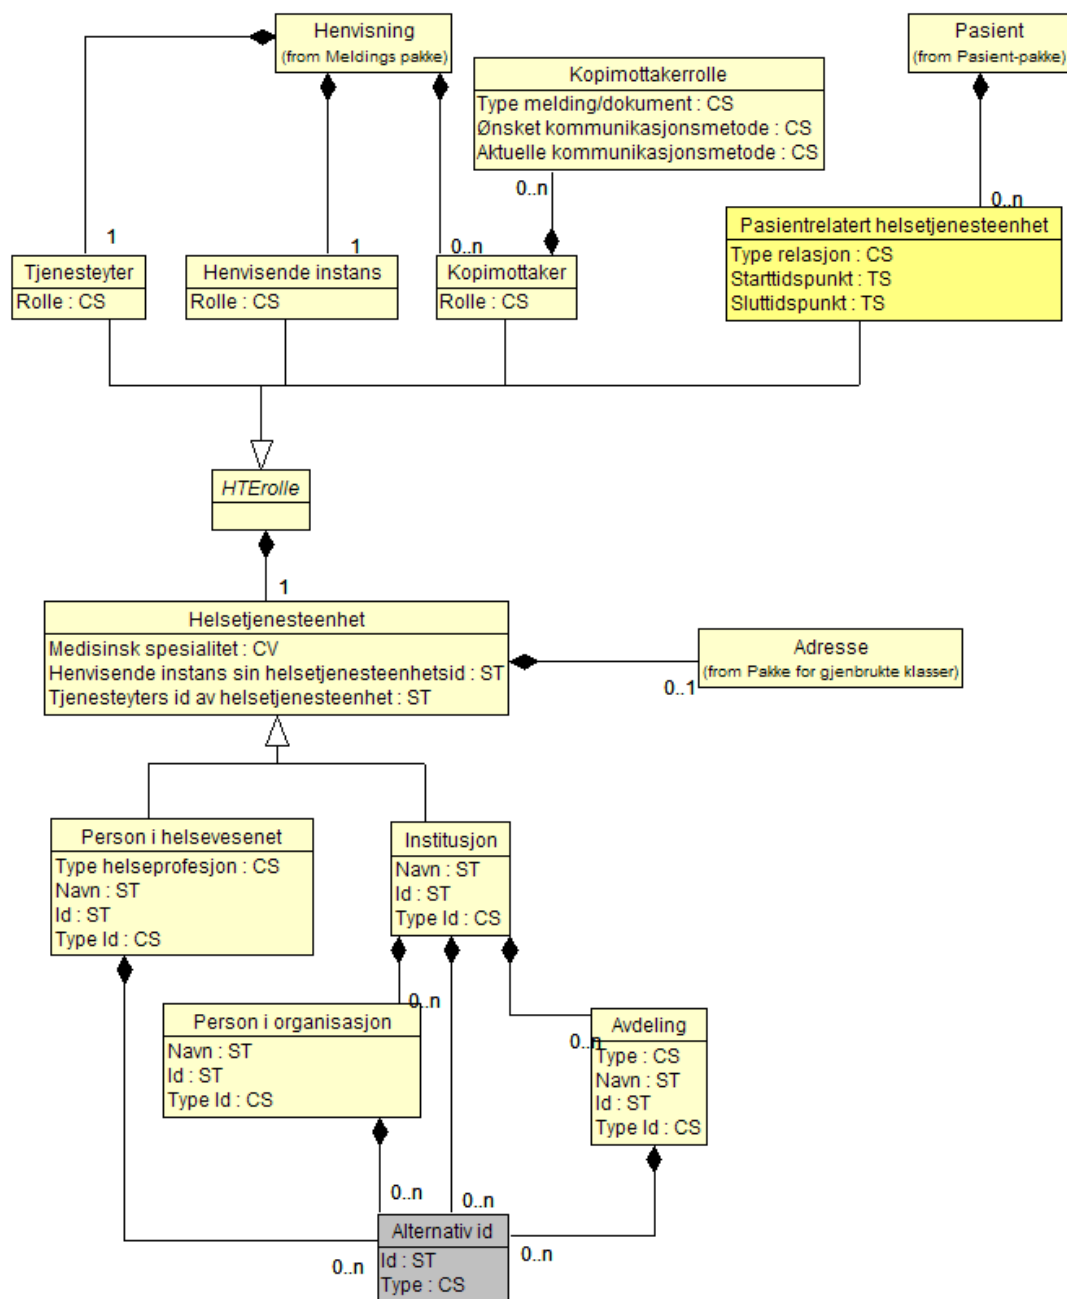 Henvisning
(from Meldings pakke)
Pasient
(from Pasient-pakke)
Kopimottakerrolle
Type melding/dokument : CS
Ønsket kommunikasjonsmetode : CS
Aktuelle kommunikasjonsmetode : CS
0..n
0..n
1
1
0..n
Tjenesteyter
Rolle : CS
Henvisende instans
Rolle : CS
Kopimottaker
Rolle : CS
Pasientrelatert helsetjenesteenhet
Type relasjon : CS
Starttidspunkt : TS
Sluttidspunkt : TS
HTErolle
1
Helsetjenesteenhet
Medisinsk spesialitet : CV
Henvisende instans sin helsetjenesteenhetsid : ST
Tjenesteyters id av helsetjenesteenhet : ST
Adresse
(from Pakke for gjenbrukte klasser)
0..1
Person i helsevesenet
Type helseprofesjon : CS
Navn : ST
Id : ST
Type Id : CS
Institusjon
Navn : ST
Id : ST
Type Id : CS
0..n
Person i organisasjon
Navn : ST
Id : ST
Type Id : CS
0..n
Avdeling
Type : CS
Navn : ST
Id : ST
Type Id : CS
0..n
0..n
0..n
0..n
Alternativ id
Id : ST
Type : CS